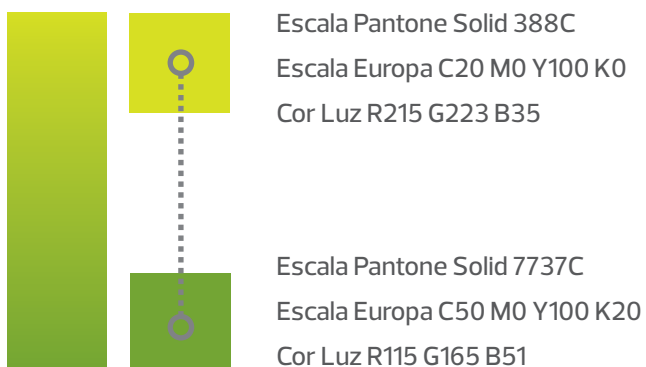 Escala Pantone Solid 388C
Escala Europa C20 M0 Y100 K0
Cor Luz R215 G223 B35
Escala Pantone Solid 7737C
Escala Europa C50 M0 Y100 K20
Cor Luz R115 G165 B51